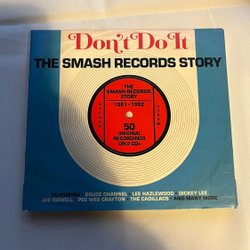 Don't Do It
THE SMASH RECORDS STORY
THE
SMASH RECORDS
STORY
1961-1962
50
ORIGINAL
RECORDINGS
ON 2 CDs
FEATURING • BRUCE CHANNEL • LEE HAZLEWOOD • DICKEY LEE
JOE DOWELL • PEE WEE CRAYTON • THE CADILLACS • AND MANY MORE